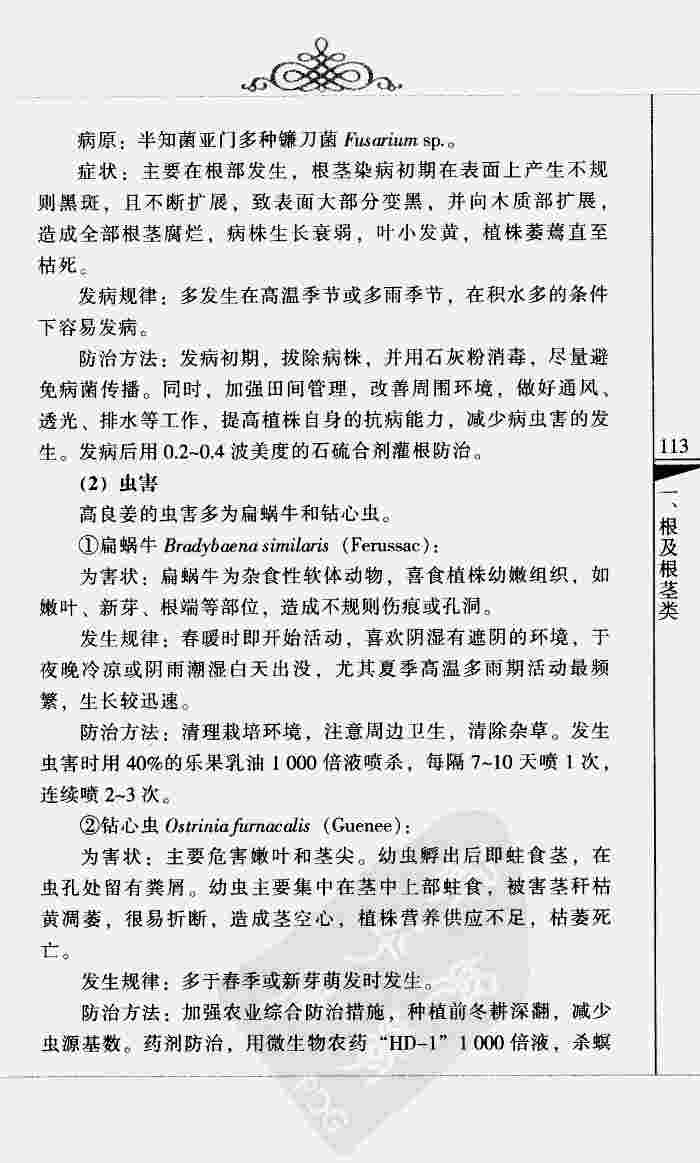 病原：半知菌亚门多种镰刀菌 Fusarium sp.。
症状：主要在根部发生，根茎染病初期在表面上产生不规
则黑斑，且不断扩展，致表面大部分变黑，并向木质部扩展，
造成全部根茎腐烂，病株生长衰弱，叶小发黄，植株萎蔫直至
枯死。
发病规律：多发生在高温季节或多雨季节，在积水多的条件
下容易发病。
防治方法：发病初期，拔除病株，并用石灰粉消毒，尽量避
免病菌传播。同时，加强田间管理，改善周围环境，做好通风、
透光、排水等工作，提高植株自身的抗病能力，减少病虫害的发
生。发病后用 0.2~0.4 波美度的石硫合剂灌根防治。
（2）虫害
高良姜的虫害多为扁蜗牛和钻心虫。
①扁蜗牛 Bradybaena similaris（Ferussac）：
为害状：扁蜗牛为杂食性软体动物，喜食植株幼嫩组织，如
嫩叶、新芽、根端等部位，造成不规则伤痕或孔洞。
发生规律：春暖时即开始活动，喜欢阴湿有遮阴的环境，于
夜晚冷凉或阴雨潮湿白天出没，尤其夏季高温多雨期活动最频
繁，生长较迅速。
防治方法：清理栽培环境，注意周边卫生，清除杂草。发生
虫害时用 40%的乐果乳油 1 000 倍液喷杀，每隔 7~10 天喷 1 次，
连续喷 2~3 次。
②钻心虫 Ostrinia furnacalis（Guenee）：
为害状：主要危害嫩叶和茎尖。幼虫孵出后即蛀食茎，在
虫孔处留有粪屑。幼虫主要集中在茎中上部蛀食，被害茎秆枯
黄凋萎，很易折断，造成茎空心，植株营养供应不足，枯萎死
亡。
发生规律：多于春季或新芽萌发时发生。
防治方法：加强农业综合防治措施，种植前冬耕深翻，减少
虫源基数。药剂防治，用微生物农药“HD-1”1 000 倍液，杀螟
113
一、根及根茎类